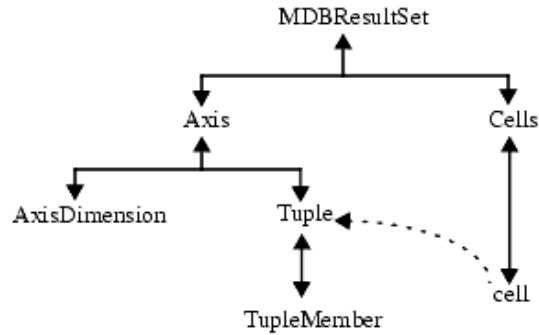 MDBResultSet
Axis
Cells
AxisDimension
Tuple
cell
TupleMember